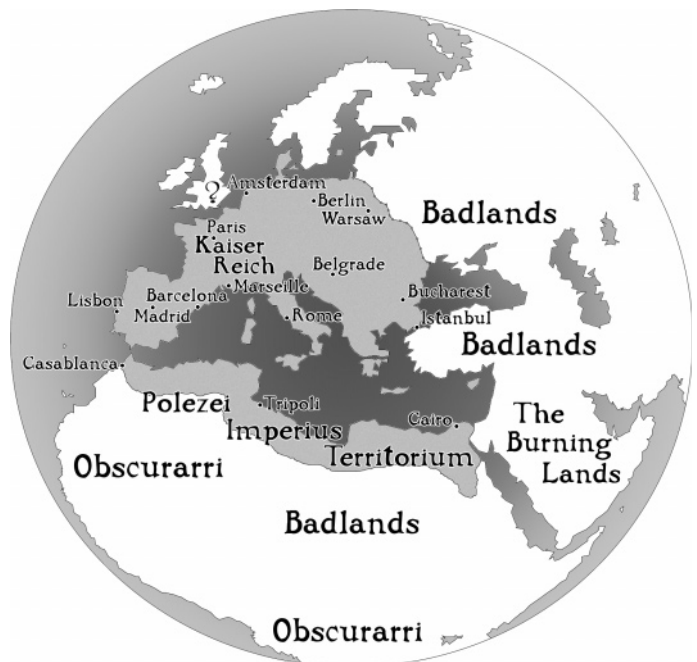 ?
Amsterdam
Berlin
Warsaw
Badlands
Paris
Kaiser
Reich
Belgrade
Marseille
Lisbon
Barcelona
Madrid
Bucharest
Rome
Istanbul
Badlands
Casablanca
Polezei
Tripoli
Imperius
Cairo
Territorium
The
Burning
Lands
Obscurarri
Badlands
Obscurarri